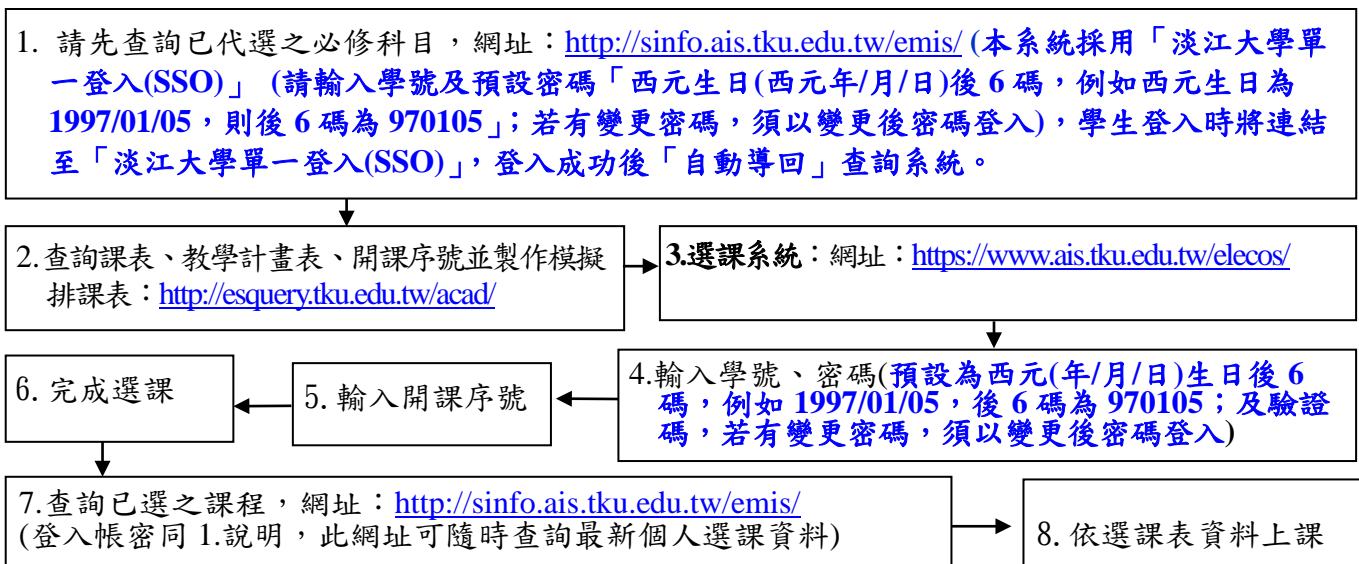 1. 請先查詢已代選之必修科目，網址：http://sinfo.ais.tku.edu.tw/emis/ (本系統採用「淡江大學單
一登入(SSO)」 (請輸入學號及預設密碼「西元生日(西元年/月/日)後 6 碼，例如西元生日為
1997/01/05，則後 6 碼為 970105」；若有變更密碼，須以變更後密碼登入)，學生登入時將連結
至「淡江大學單一登入(SSO)」，登入成功後「自動導回」查詢系統。
2.查詢課表、教學計畫表、開課序號並製作模擬
排課表：http://esquery.tku.edu.tw/acad/
3.選課系統：網址：https://www.ais.tku.edu.tw/elecos/
4.輸入學號、密碼(預設為西元(年/月/日)生日後 6
碼，例如 1997/01/05，後 6 碼為 970105；及驗證
碼，若有變更密碼，須以變更後密碼登入)
5. 輸入開課序號
6. 完成選課
7.查詢已選之課程，網址：http://sinfo.ais.tku.edu.tw/emis/
(登入帳密同 1.說明，此網址可隨時查詢最新個人選課資料)
8. 依選課表資料上課